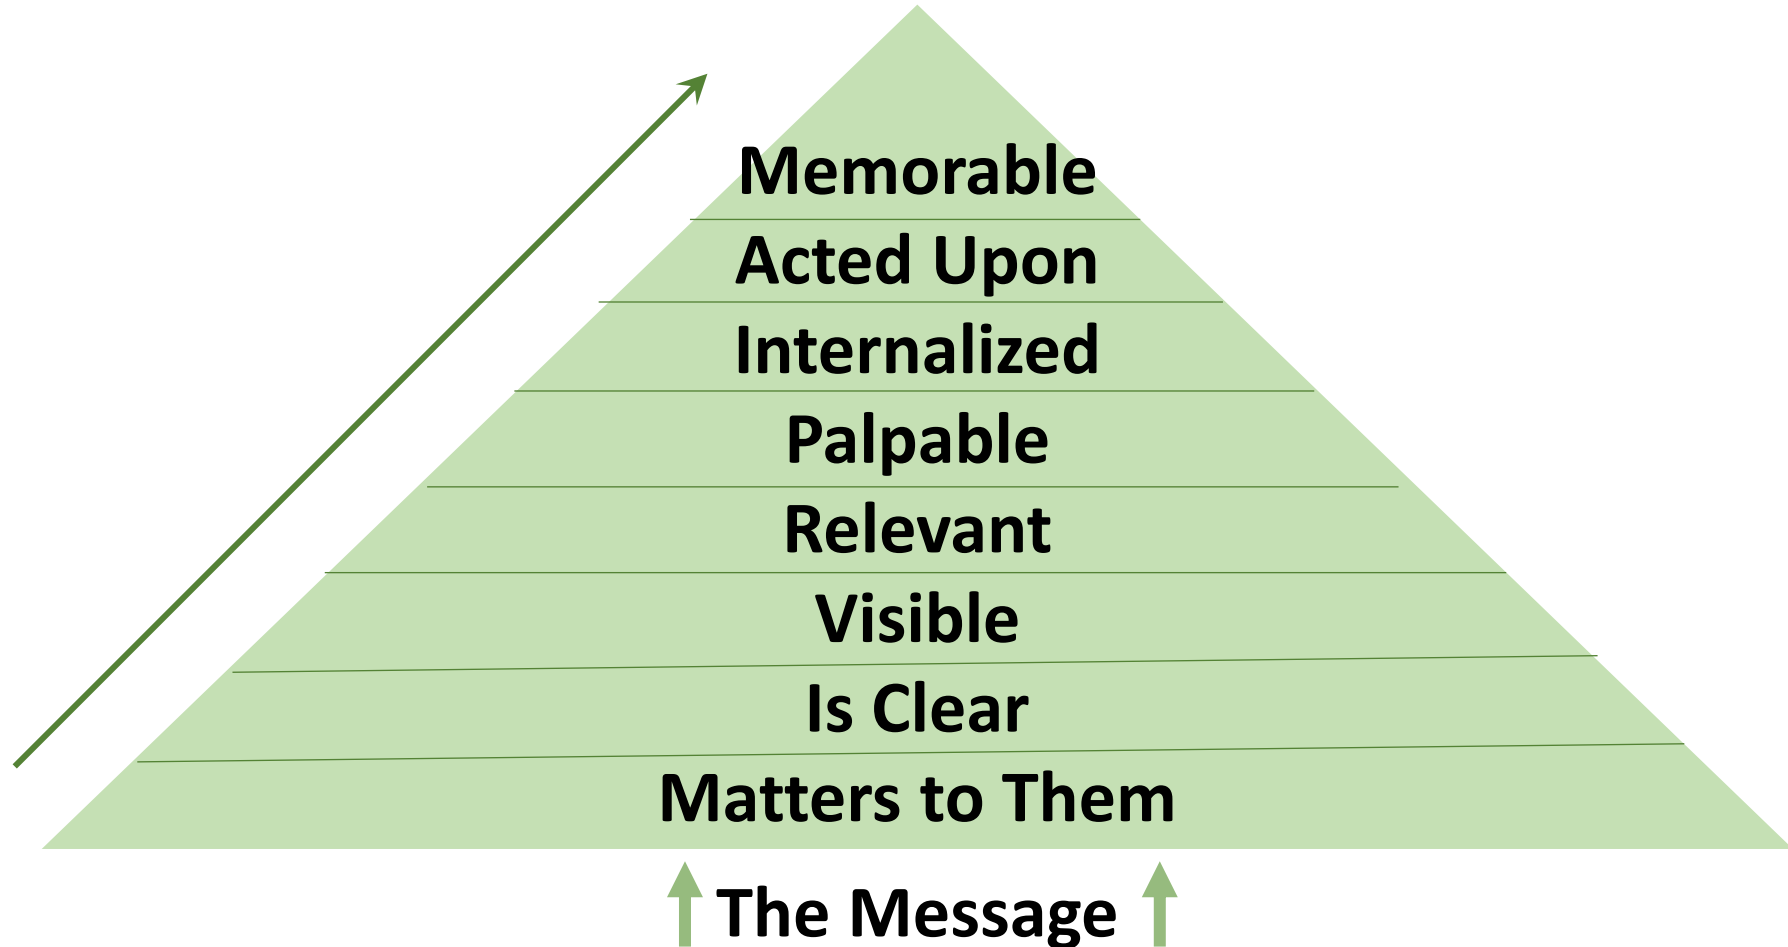 Memorable
Acted Upon
Internalized
Palpable
Relevant
Visible
Is Clear
Matters to Them
The Message